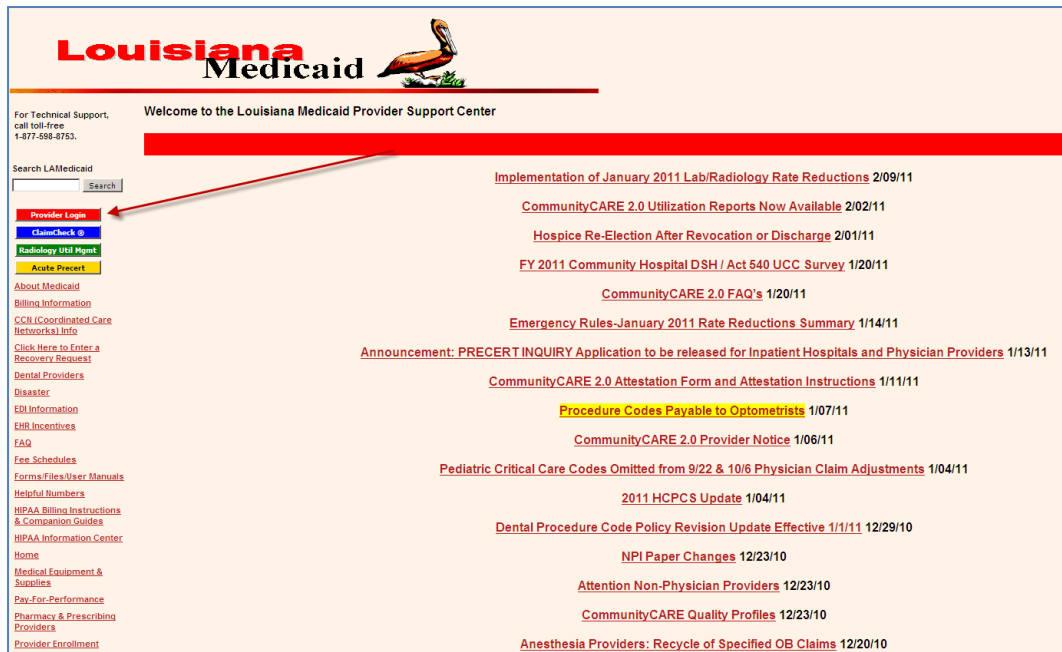 Louisiana
Medicaid
For Technical Support,
call toll-free
1-877-598-8753.
Welcome to the Louisiana Medicaid Provider Support Center
Search LAMedicaid
Search
Provider Login
ClaimCheck ®
Radiology Util Mgmt
Acute Precert
About Medicaid
Billing Information
CCN (Coordinated Care
Networks) Info
Click Here to Enter a
Recovery Request
Dental Providers
Disaster
EDI Information
EHR Incentives
FAQ
Fee Schedules
Forms/Files/User Manuals
Helpful Numbers
HIPAA Billing Instructions
& Companion Guides
HIPAA Information Center
Home
Medical Equipment &
Supplies
Pay-For-Performance
Pharmacy & Prescribing
Providers
Provider Enrollment
Implementation of January 2011 Lab/Radiology Rate Reductions 2/09/11
CommunityCARE 2.0 Utilization Reports Now Available 2/02/11
Hospice Re-Election After Revocation or Discharge 2/01/11
FY 2011 Community Hospital DSH / Act 540 UCC Survey 1/20/11
CommunityCARE 2.0 FAQ's 1/20/11
Emergency Rules-January 2011 Rate Reductions Summary 1/14/11
Announcement: PRECERT INQUIRY Application to be released for Inpatient Hospitals and Physician Providers 1/13/11
CommunityCARE 2.0 Attestation Form and Attestation Instructions 1/11/11
Procedure Codes Payable to Optometrists 1/07/11
CommunityCARE 2.0 Provider Notice 1/06/11
Pediatric Critical Care Codes Omitted from 9/22 & 10/6 Physician Claim Adjustments 1/04/11
2011 HCPCS Update 1/04/11
Dental Procedure Code Policy Revision Update Effective 1/1/11 12/29/10
NPI Paper Changes 12/23/10
Attention Non-Physician Providers 12/23/10
CommunityCARE Quality Profiles 12/23/10
Anesthesia Providers: Recycle of Specified OB Claims 12/20/10